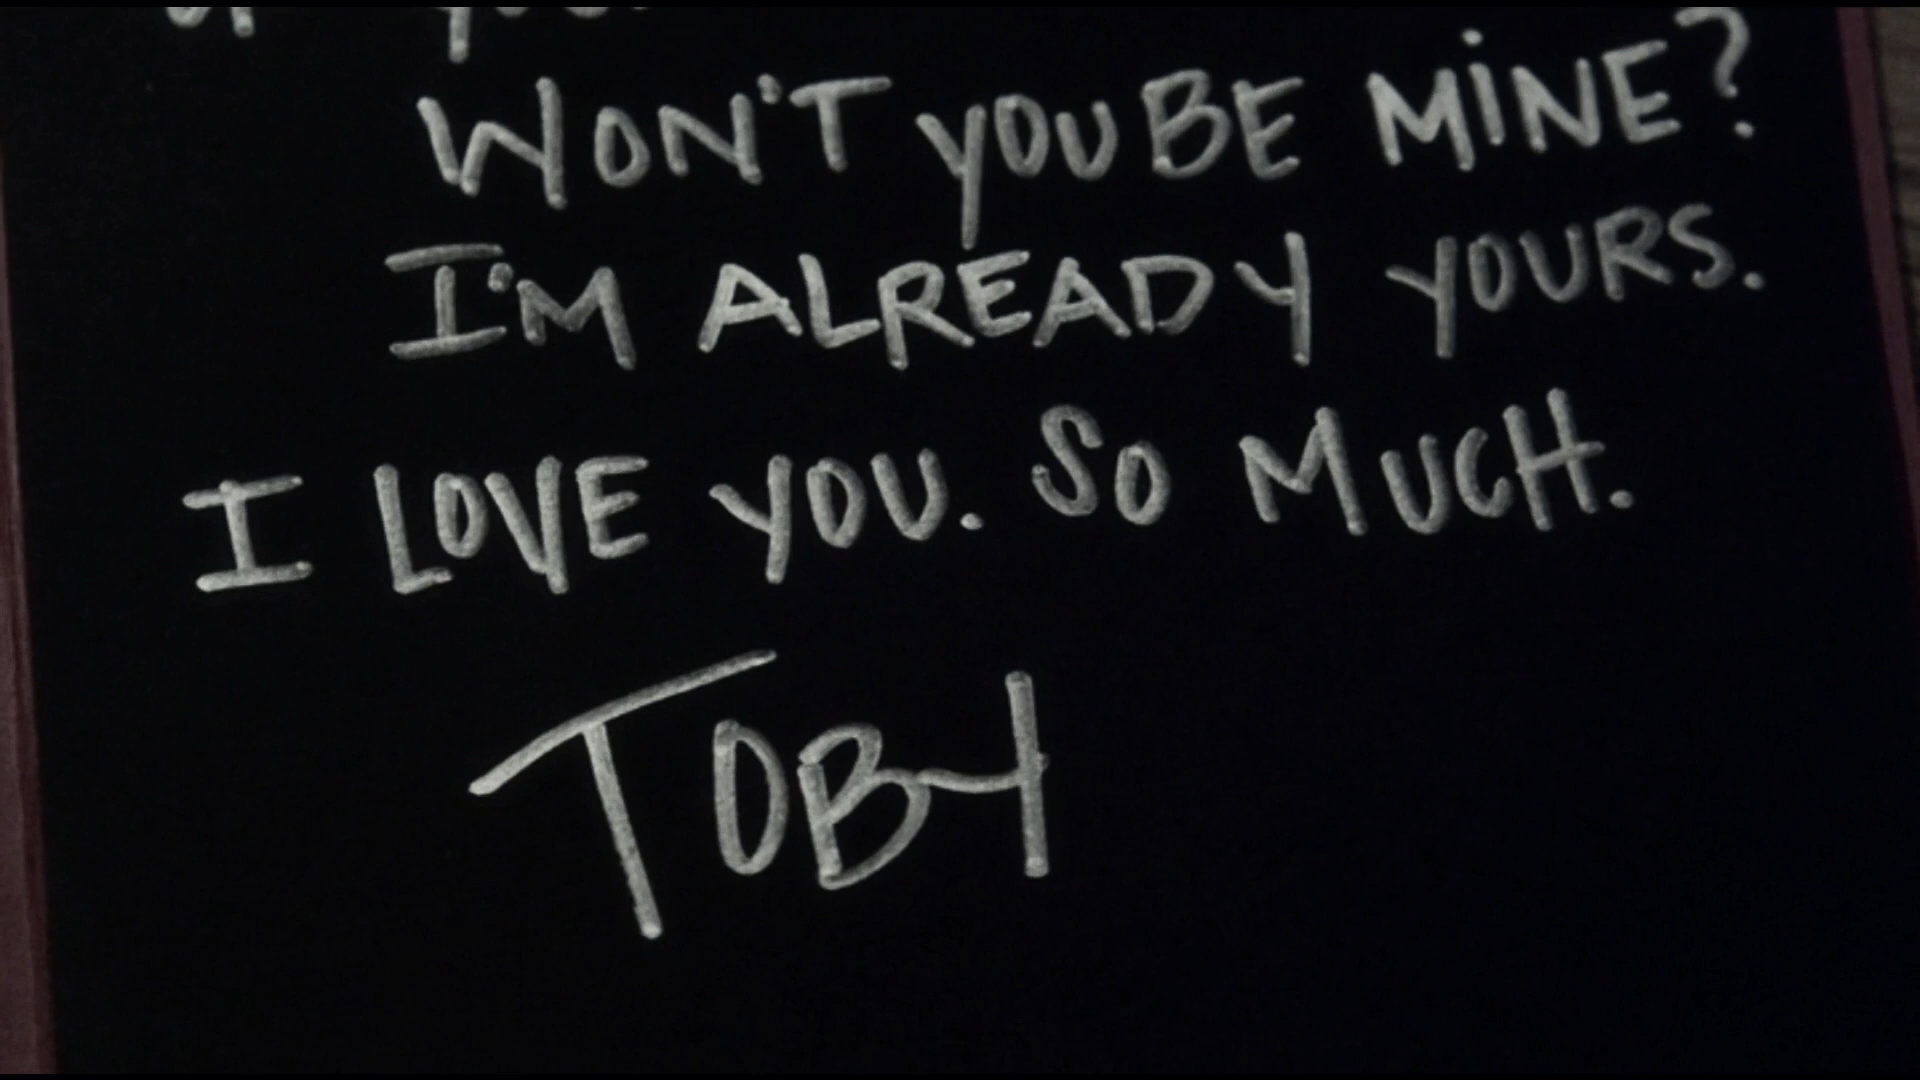 WON'T YOU BE MINE?
I'M ALREADY YOURS.
I LOVE YOU. SO MUCH.
TOBY